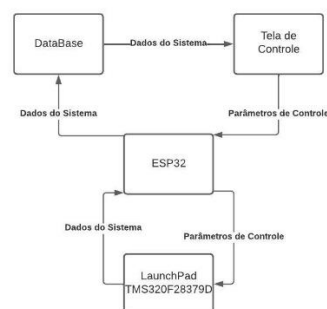 DataBase
Dados do Sistema
Tela de
Controle
Dados do Sistema
Parâmetros de Controle
ESP32
Dados do Sistema
Parâmetros de Controle
LaunchPad
TMS320F28379D